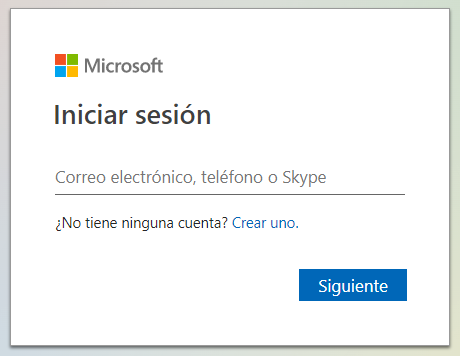 Microsoft
Iniciar sesión
Correo electrónico, teléfono o Skype
¿No tiene ninguna cuenta? Crear uno.
Siguiente